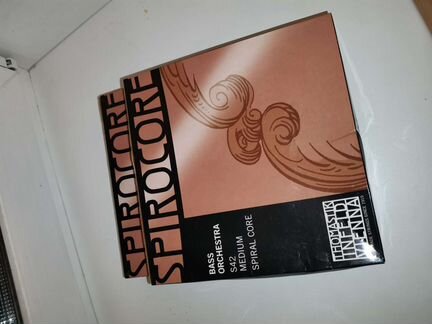 SPIROCORE
SPIROCORE
BASS
ORCHESTRA
S42
MEDIUM
SPIRAL CORE
THOMASTIK
INFELD
VIENNA